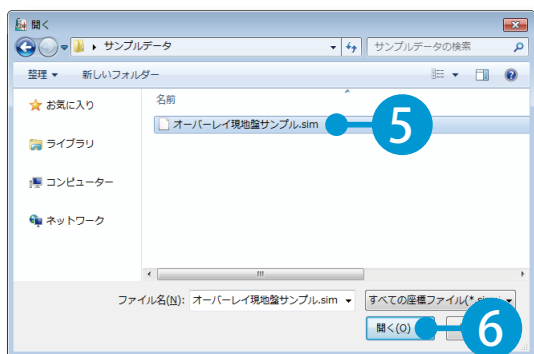 開く
サンプルデータ
サンプルデータの検索
整理 新しいフォルダー
お気に入り
ライブラリ
コンピューター
ネットワーク
名前
オーバーレイ現地盤サンプル.sim
5
ファイル名(N): オーバーレイ現地盤サンプル.sim
すべての座標ファイル(*.
開く(O)
6